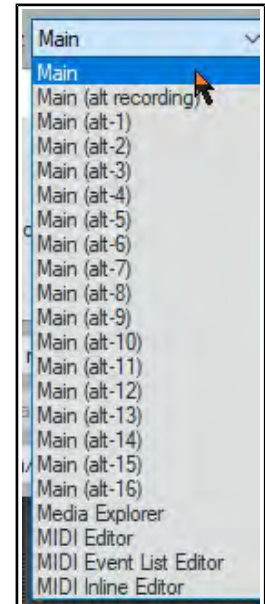 Main
Main
Main (alt recording)
Main (alt-1)
Main (alt-2)
Main (alt-3)
Main (alt-4)
Main (alt-5)
Main (alt-6)
Main (alt-7)
Main (alt-8)
Main (alt-9)
Main (alt-10)
Main (alt-11)
Main (alt-12)
Main (alt-13)
Main (alt-14)
Main (alt-15)
Main (alt-16)
Media Explorer
MIDI Editor
MIDI Event List Editor
MIDI Inline Editor